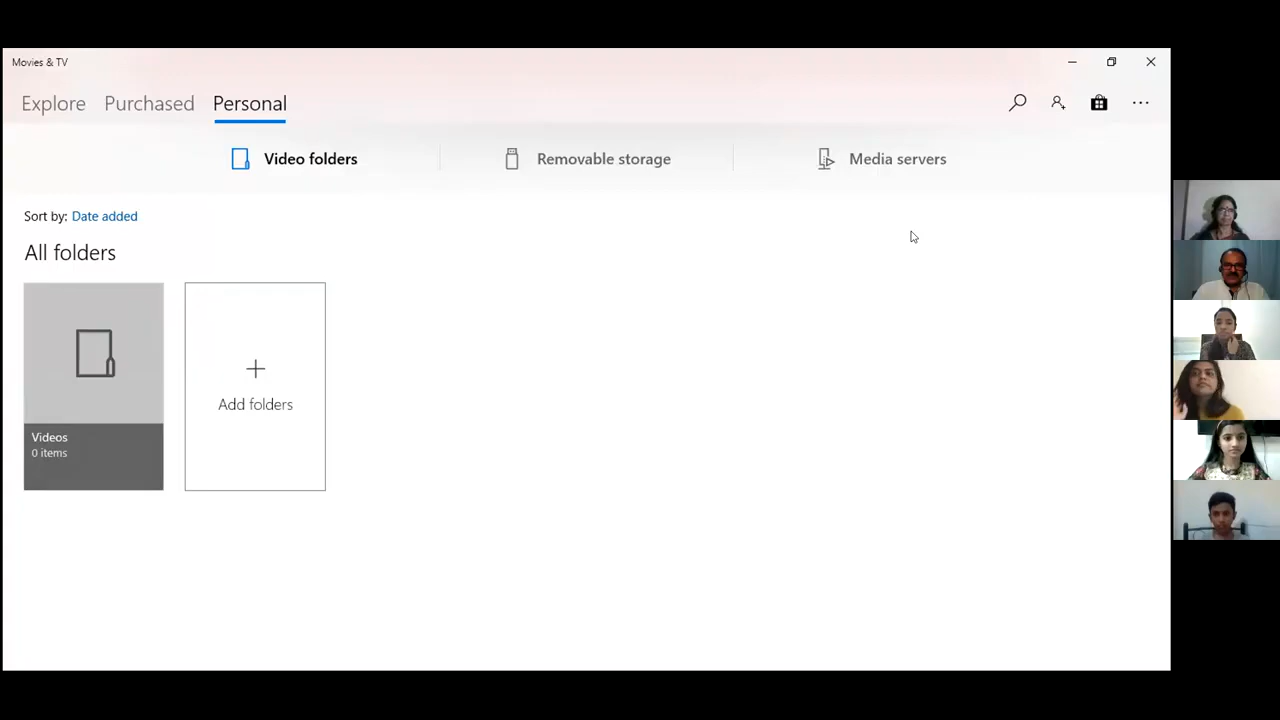 Movies & TV
Explore Purchased Personal
Video folders Removable storage Media servers
Sort by: Date added
All folders
Add folders
Videos
0 items